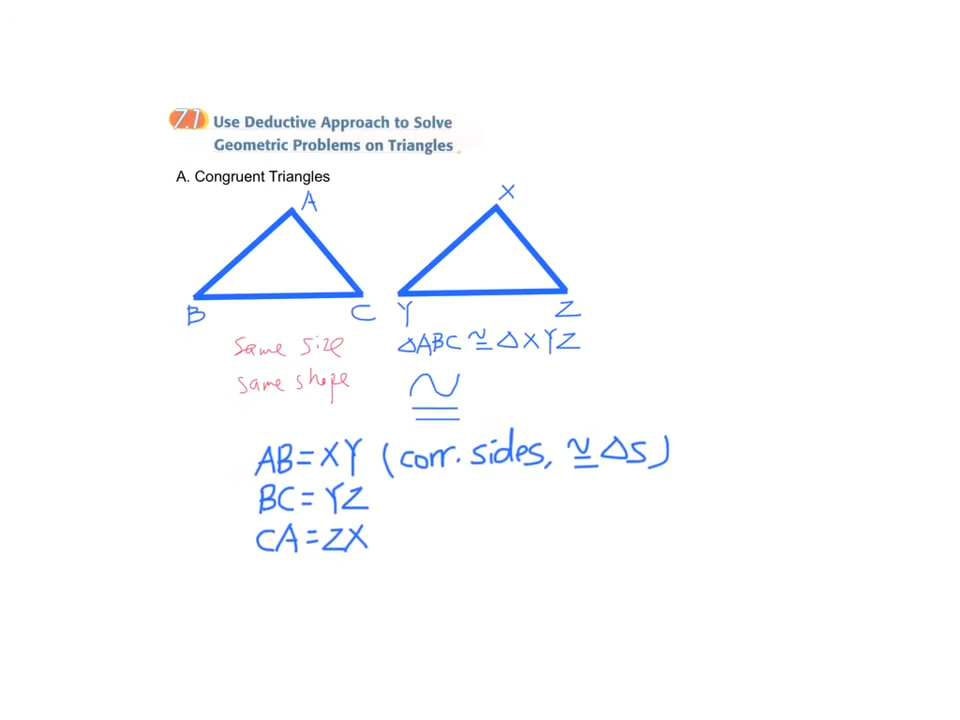 7.1 Use Deductive Approach to Solve
Geometric Problems on Triangles
A. Congruent Triangles
A
X
B
C
Y
Z
same size
△ABC ≅ △XYZ
same shape
≅
AB = XY (corr. sides, ≅ △s)
BC = YZ
CA = ZX